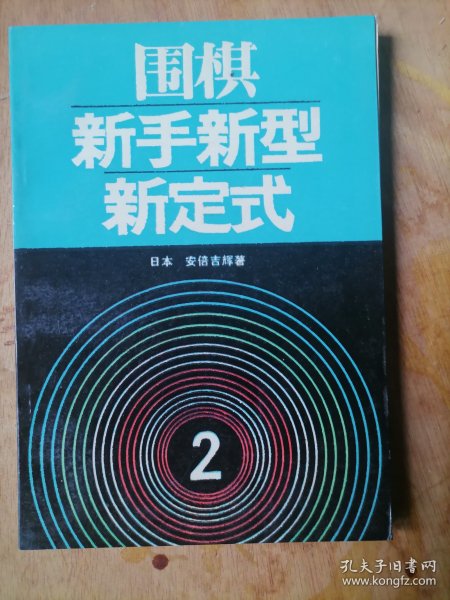 围棋
新手新型
新定式
日本 安倍吉辉著
2
孔夫子旧书网
www.kongfz.com